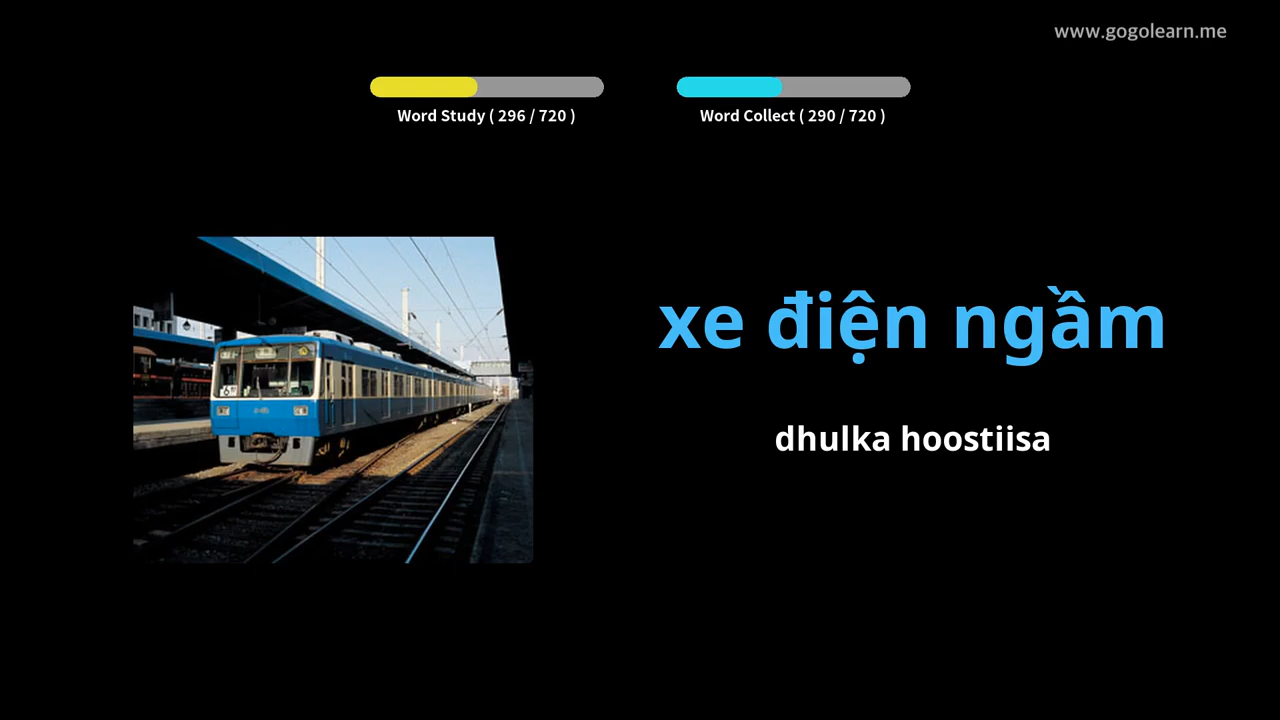 www.gogolearn.me
Word Study ( 296 / 720 )
Word Collect ( 290 / 720 )
xe điện ngầm
dhulka hoostiisa